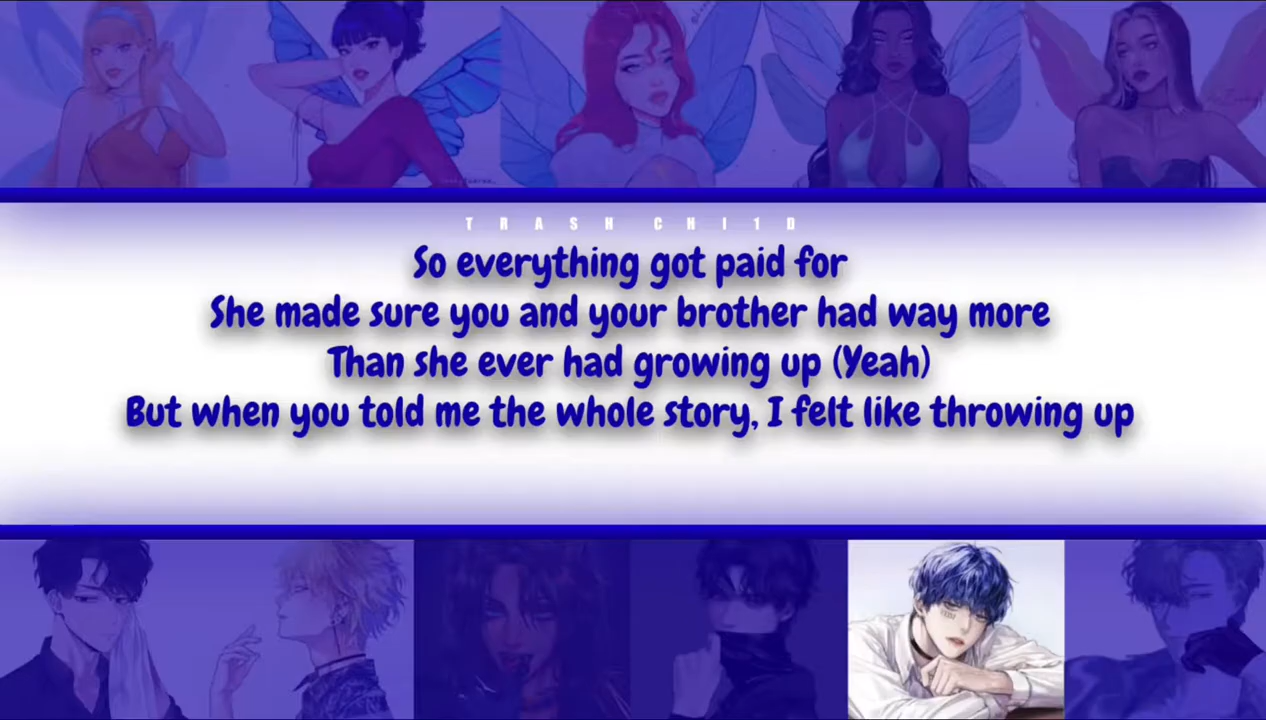 T R A S H C H I 1 D
So everything got paid for
She made sure you and your brother had way more
Than she ever had growing up (Yeah)
But when you told me the whole story, I felt like throwing up